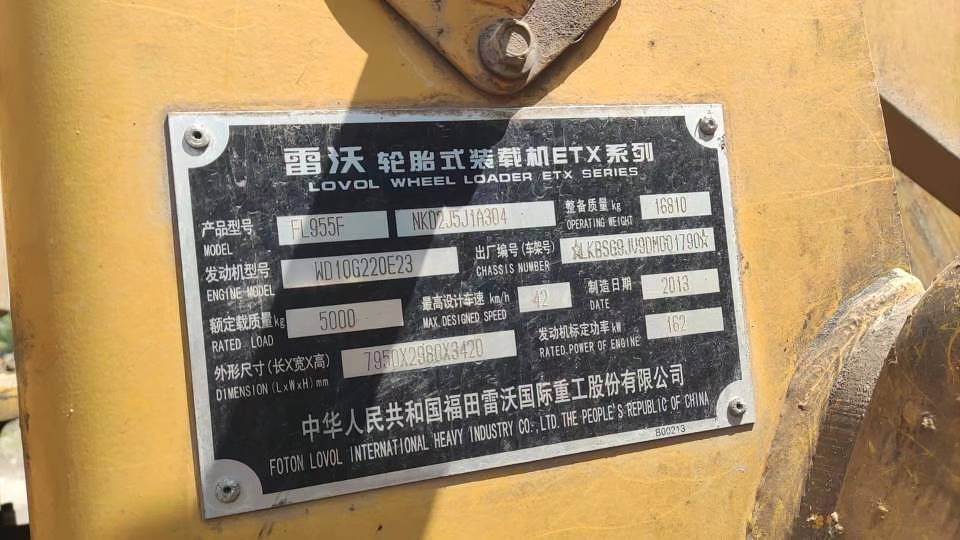 雷沃 轮胎式装载机ETX系列
LOVOL WHEEL LOADER ETX SERIES
产品型号 FL955F NKD2J5J1A304 整备质量 kg 16810
MODEL OPERATING WEIGHT
发动机型号 WD10G220E23 出厂编号(车架号)
ENGINE MODEL CHASSIS NUMBER
额定载质量kg 5000 最高设计车速 km/h 42 制造日期 2013
RATED. LOAD MAX.DESIGNED SPEED DATE
外形尺寸(长X宽X高) 7950X2980X3420 发动机标定功率 kW 162
DIMENSION (LxWxH) mm RATED.POWER OF ENGINE
中华人民共和国福田雷沃国际重工股份有限公司
FOTON LOVOL INTERNATIONAL HEAVY INDUSTRY CO.,LTD.THE PEOPLE'S REPUBLIC OF CHINA
B00213